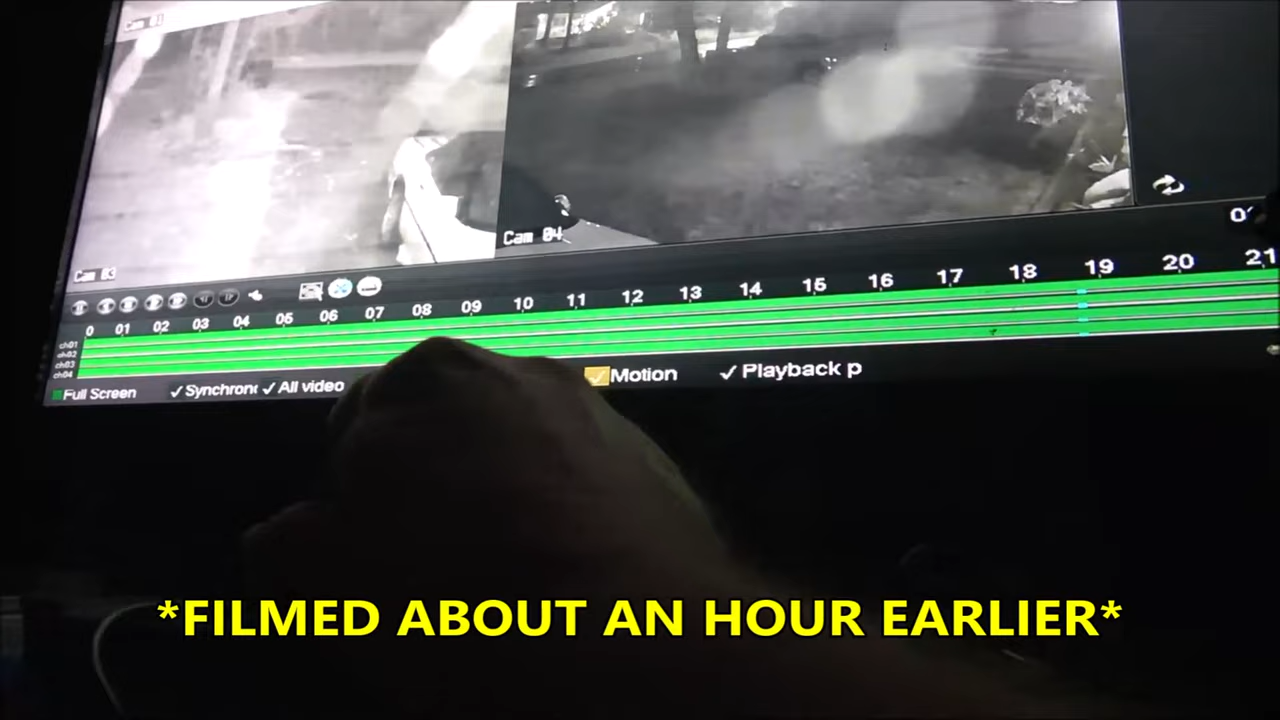 Cam 01
Cam 03
Cam 04
0 01 02 03 04 05 06 07 08 09 10 11 12 13 14 15 16 17 18 19 20 21
ch01
ch02
ch03
ch04
Full Screen ✓Synchron ✓All video ✓Motion ✓Playback p
*FILMED ABOUT AN HOUR EARLIER*